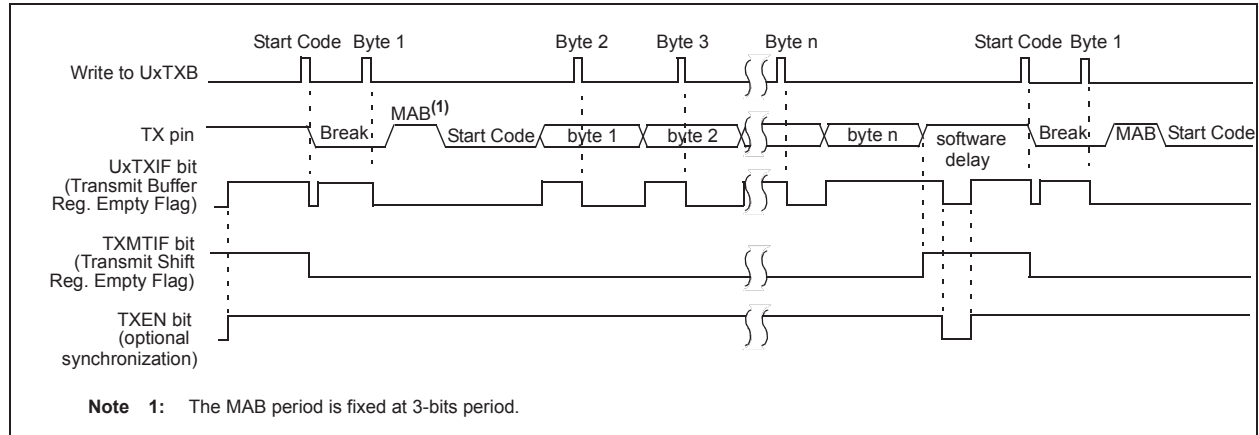 Start Code Byte 1 Byte 2 Byte 3 Byte n Start Code Byte 1
Write to UxTXB
MAB(1)
TX pin Break Start Code byte 1 byte 2 byte n software delay Break MAB Start Code
UxTXIF bit
(Transmit Buffer
Reg. Empty Flag)
TXMTIF bit
(Transmit Shift
Reg. Empty Flag)
TXEN bit
(optional
synchronization)
Note 1: The MAB period is fixed at 3-bits period.